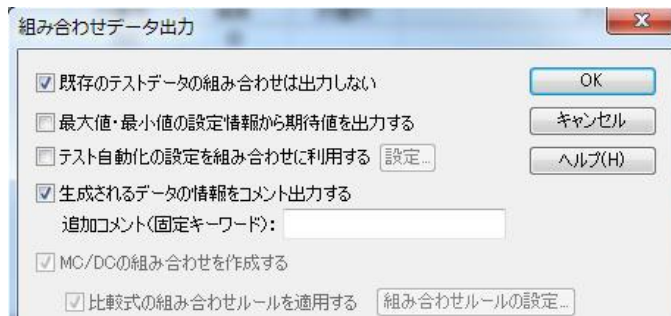 組み合わせデータ出力
既存のテストデータの組み合わせは出力しない
OK
最大値・最小値の設定情報から期待値を出力する
キャンセル
テスト自動化の設定を組み合わせに利用する 設定...
ヘルプ(H)
生成されるデータの情報をコメント出力する
追加コメント(固定キーワード):
MC/DCの組み合わせを作成する
比較式の組み合わせルールを適用する 組み合わせルールの設定...